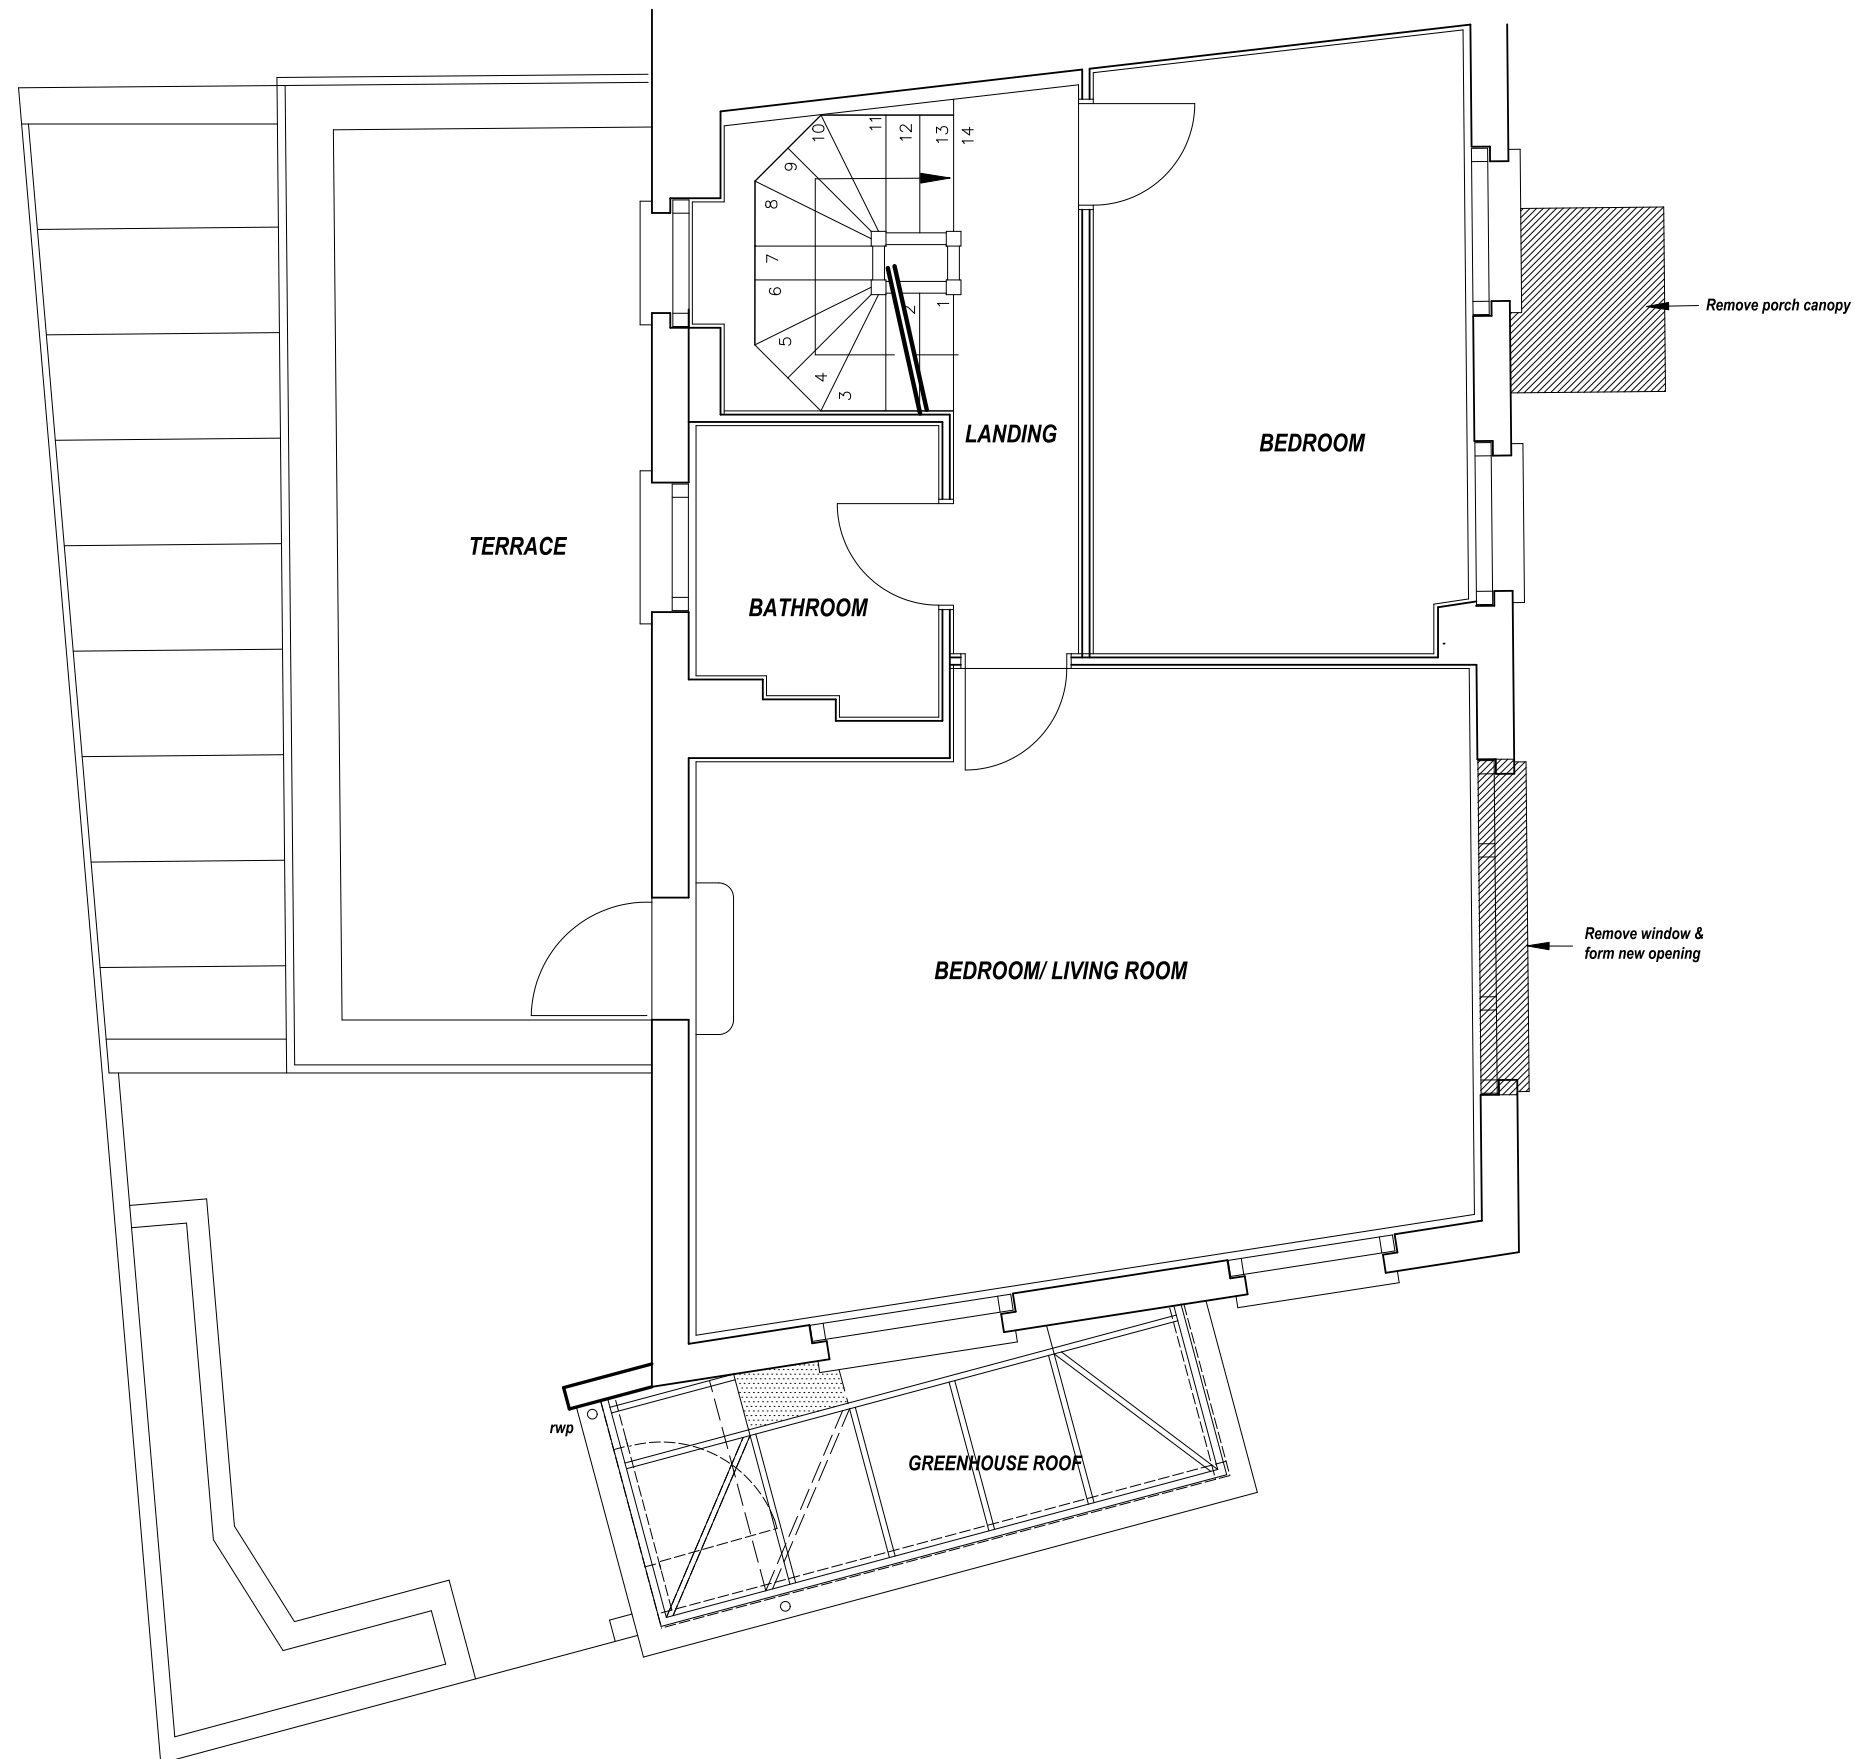 10
11
12
13
14
9
8
7
6
5
4
3
2
1
Remove porch canopy
LANDING
BEDROOM
TERRACE
BATHROOM
Remove window &
form new opening
BEDROOM/ LIVING ROOM
rwp
GREENHOUSE ROOF